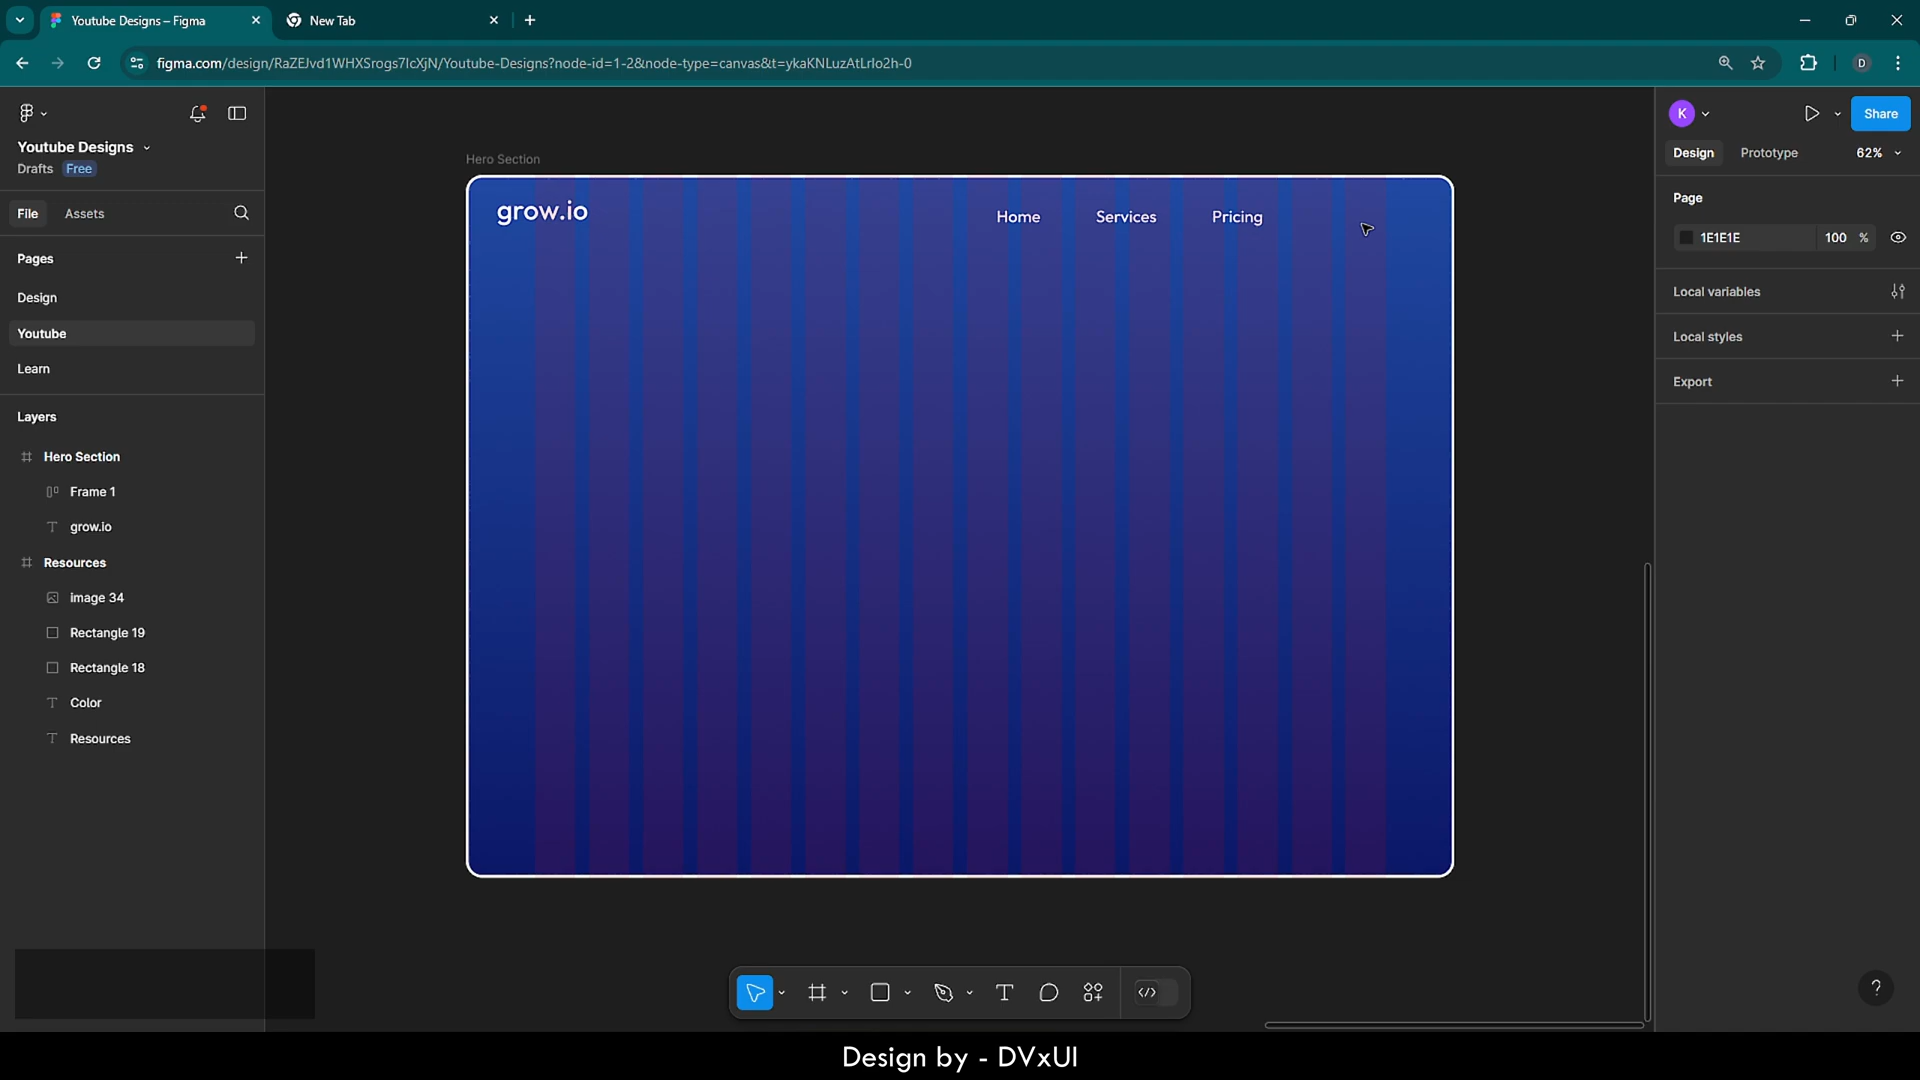 Youtube Designs – Figma
New Tab
figma.com/design/RaZEJvd1WHXSrogs7IcXjN/Youtube-Designs?node-id=1-2&node-type=canvas&t=ykaKNLuzAtLrlo2h-0
D
Youtube Designs
Drafts Free
File Assets
Pages
Design
Youtube
Learn
Layers
Hero Section
Frame 1
grow.io
Resources
image 34
Rectangle 19
Rectangle 18
Color
Resources
Hero Section
grow.io
Home Services Pricing
K
Share
Design Prototype 62%
Page
1E1E1E 100 %
Local variables
Local styles
Export
?
Design by - DVxUI